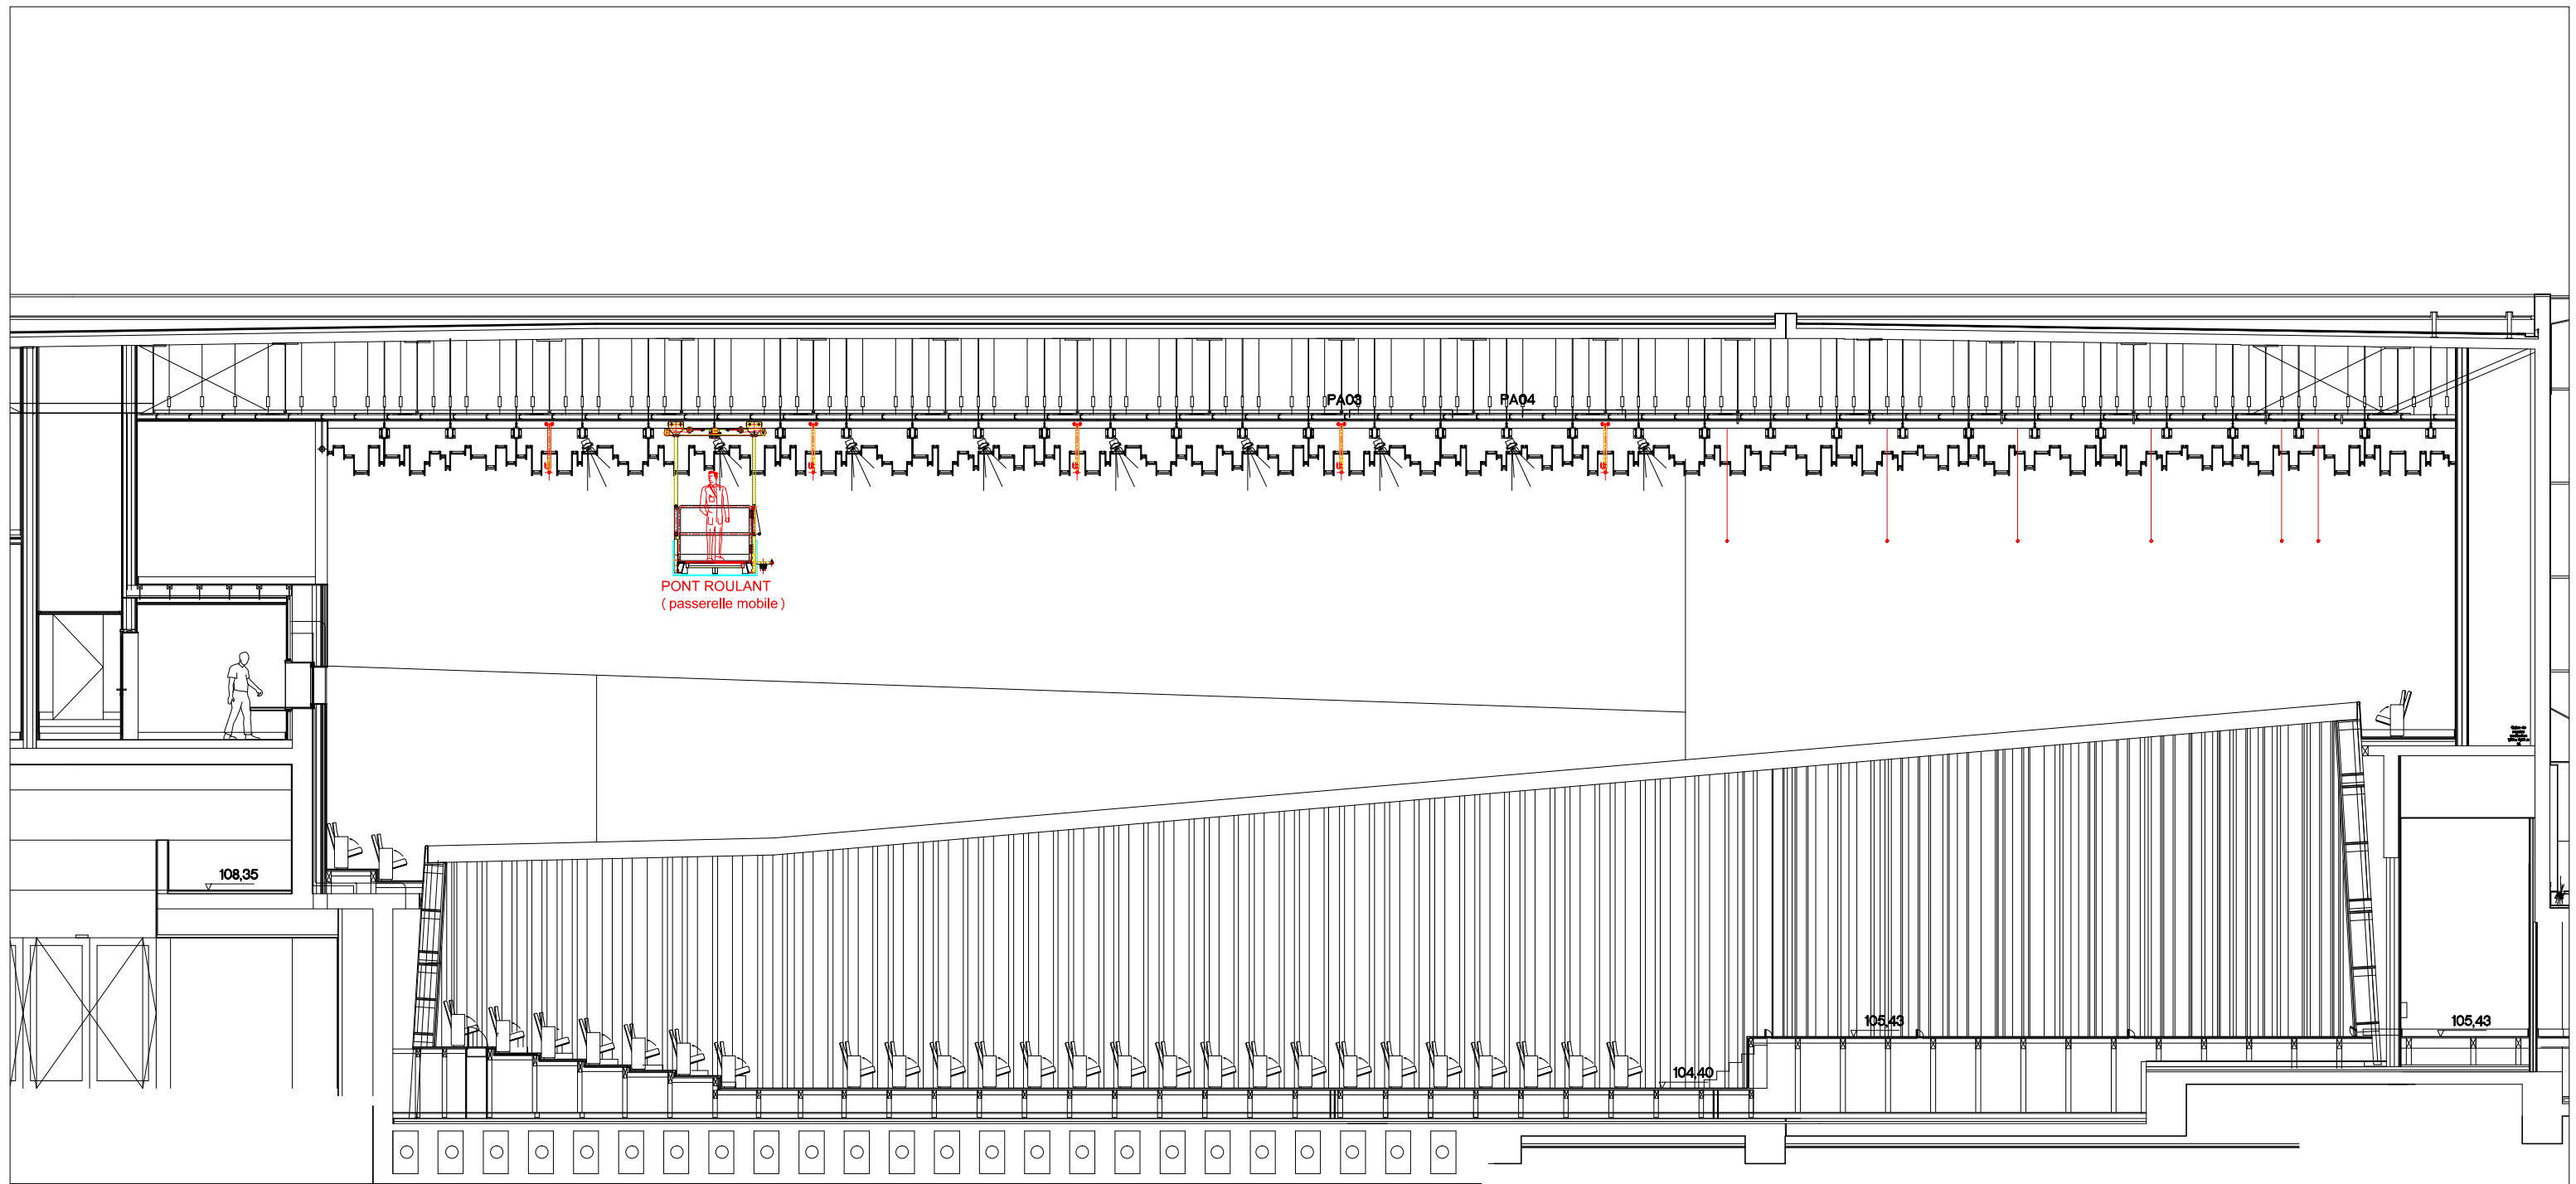 PA03 PA04
PONT ROULANT
( passerelle mobile )
108,35
105,43 105,43
104,40